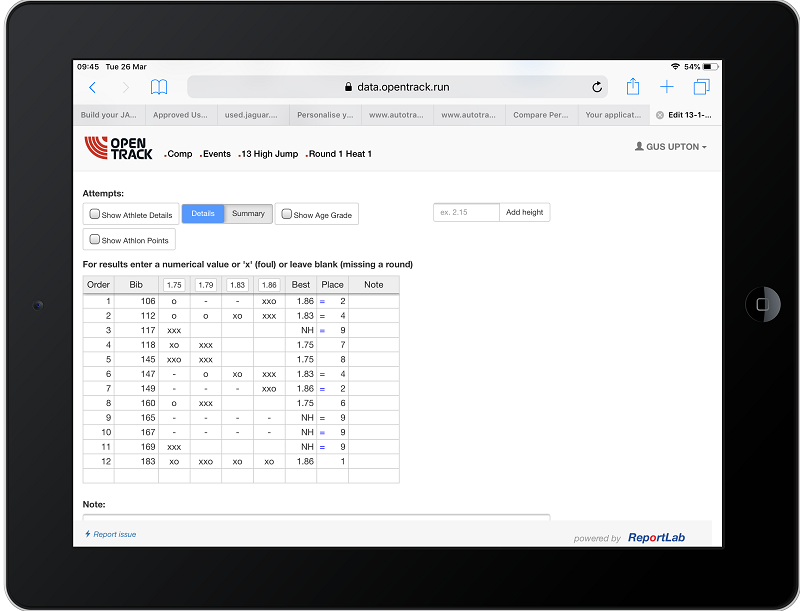 09:45 Tue 26 Mar 54%
data.opentrack.run
Build your JA... Approved Us... used.jaguar.... Personalise y... www.autotra... www.autotra... Compare Per... Your applicat... Edit 13-1-...
OPEN TRACK .Comp .Events .13 High Jump .Round 1 Heat 1 GUS UPTON
Attempts:
Show Athlete Details Details Summary Show Age Grade ex. 2.15 Add height
Show Athlon Points
For results enter a numerical value or 'x' (foul) or leave blank (missing a round)
Order Bib 1.75 1.79 1.83 1.86 Best Place Note
1 106 o - - xxo 1.86 = 2
2 112 o o xo xxx 1.83 = 4
3 117 xxx NH = 9
4 118 xo xxx 1.75 7
5 145 xxo xxx 1.75 8
6 147 - o xo xxx 1.83 = 4
7 149 - - - xxo 1.86 = 2
8 160 o xxx 1.75 6
9 165 - - - - NH = 9
10 167 - - - - NH = 9
11 169 xxx NH = 9
12 183 xo xxo xo xo 1.86 1
Note:
Report issue powered by ReportLab